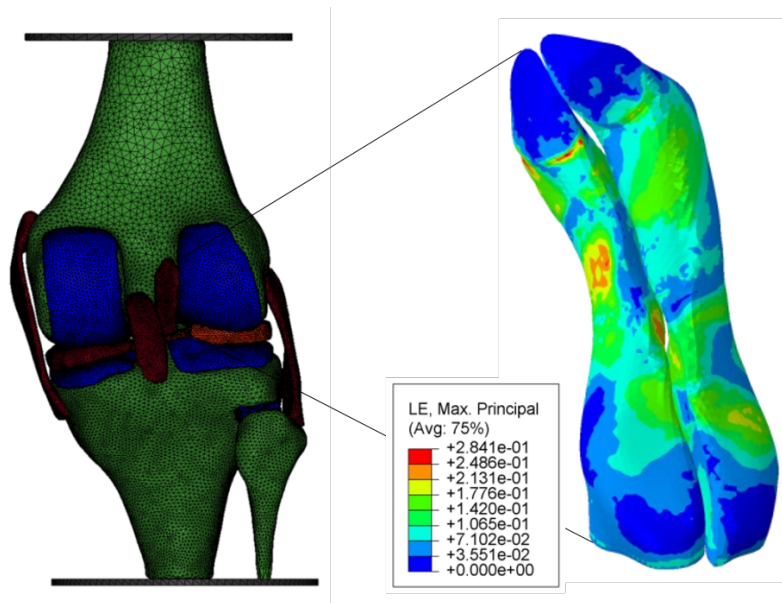 LE, Max. Principal
(Avg: 75%)
+2.841e-01
+2.486e-01
+2.131e-01
+1.776e-01
+1.420e-01
+1.065e-01
+7.102e-02
+3.551e-02
+0.000e+00